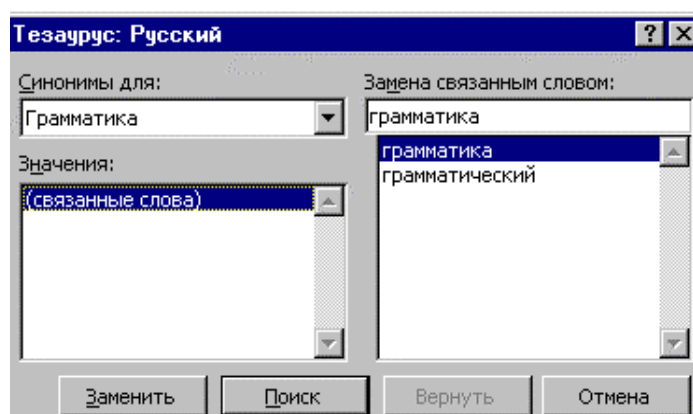 Тезаурус: Русский
Синонимы для:
Грамматика
Значения:
(связанные слова)
Замена связанным словом:
грамматика
грамматика
грамматический
Заменить
Поиск
Вернуть
Отмена